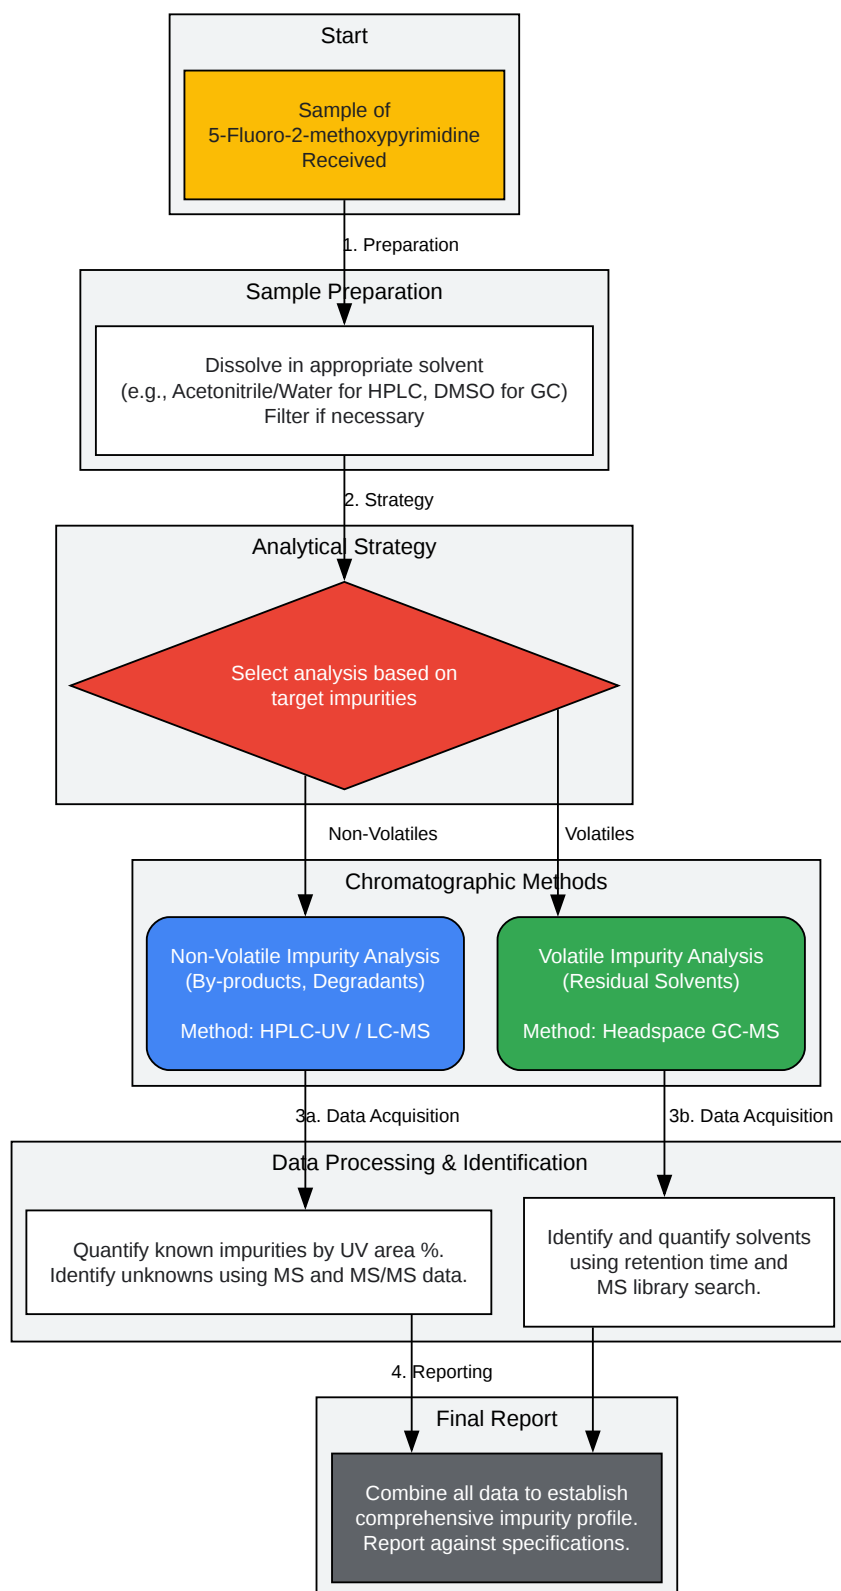 Start
Sample of
5-Fluoro-2-methoxypyrimidine
Received
1. Preparation
Sample Preparation
Dissolve in appropriate solvent
(e.g., Acetonitrile/Water for HPLC, DMSO for GC)
Filter if necessary
2. Strategy
Analytical Strategy
Select analysis based on
target impurities
Non-Volatiles
Volatiles
Chromatographic Methods
Non-Volatile Impurity Analysis
(By-products, Degradants)
Method: HPLC-UV / LC-MS
Volatile Impurity Analysis
(Residual Solvents)
Method: Headspace GC-MS
3a. Data Acquisition
3b. Data Acquisition
Data Processing & Identification
Quantify known impurities by UV area %.
Identify unknowns using MS and MS/MS data.
Identify and quantify solvents
using retention time and
MS library search.
4. Reporting
Final Report
Combine all data to establish
comprehensive impurity profile.
Report against specifications.